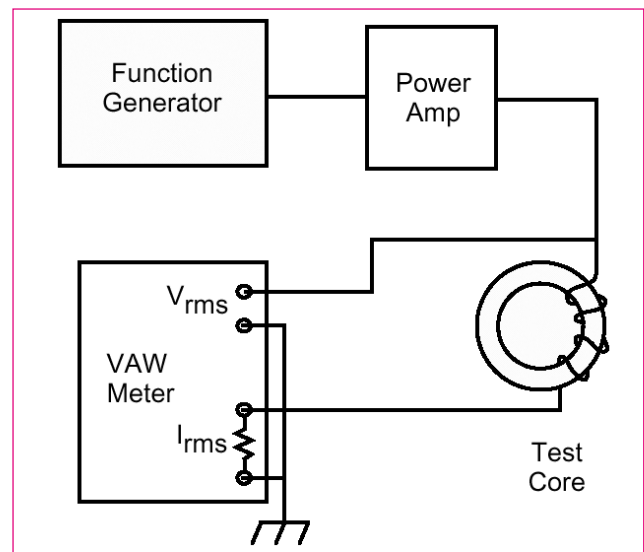 Function
Generator
Power
Amp
Vrms
VAW
Meter
Irms
Test
Core